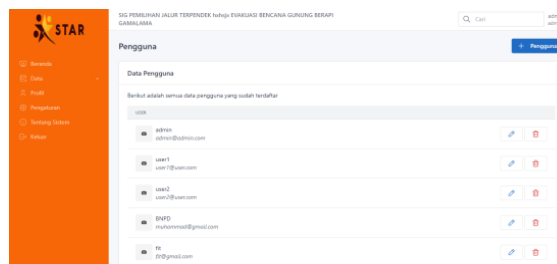 STAR
SIG PEMILIHAN JALUR TERPENDEK hohsjo EVAKUASI BENCANA GUNUNG BERAPI
GAMALAMA
Cari
Pengguna
+ Pengguna
Beranda
Data
Profil
Pengaturan
Tentang Sistem
Keluar
Data Pengguna
Berikut adalah semua data pengguna yang sudah terdaftar
USER
admin
admin@admin.com
user1
user1@user.com
user2
user2@user.com
BNPD
muhammad@gmail.com
fit
fit@gmail.com